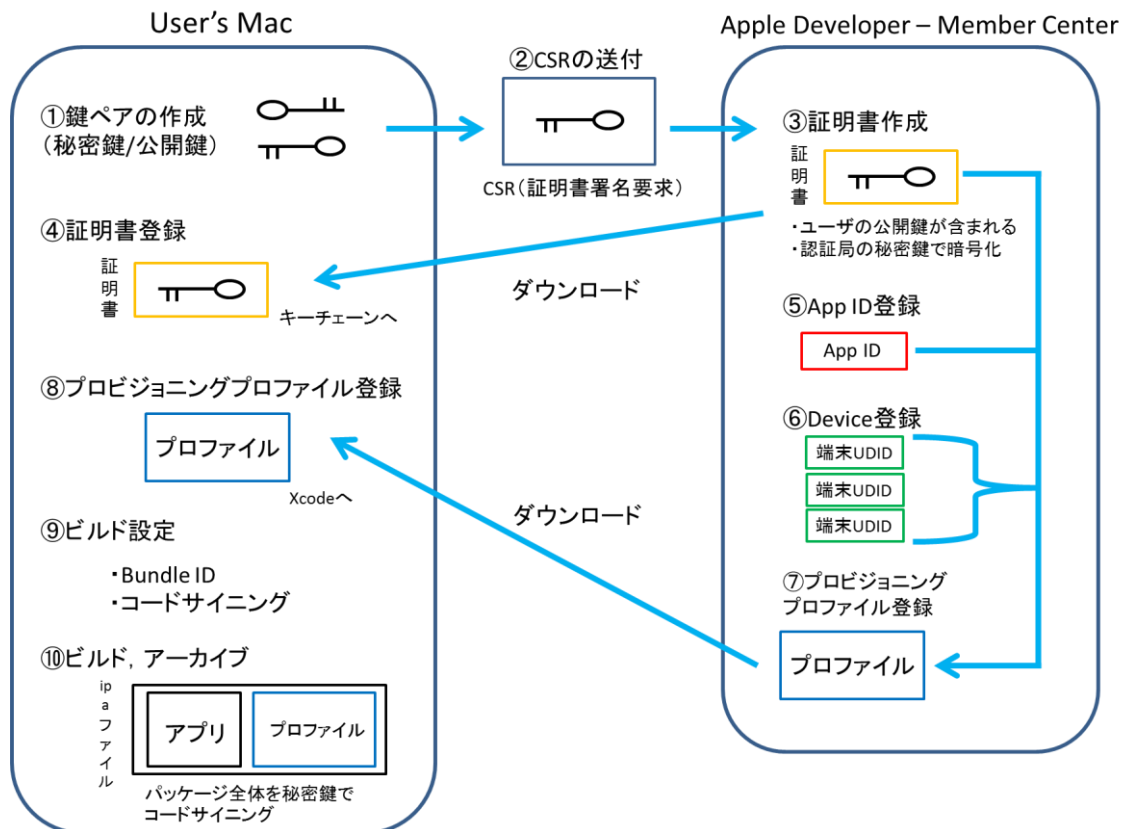 User's Mac
①鍵ペアの作成
（秘密鍵/公開鍵）
④証明書登録
証明書
キーチェーンへ
⑧プロビジョニングプロファイル登録
プロファイル
Xcodeへ
⑨ビルド設定
・Bundle ID
・コードサイニング
⑩ビルド，アーカイブ
ipaファイル
アプリ
プロファイル
パッケージ全体を秘密鍵で
コードサイニング
②CSRの送付
CSR（証明書署名要求）
ダウンロード
ダウンロード
Apple Developer – Member Center
③証明書作成
証明書
・ユーザの公開鍵が含まれる
・認証局の秘密鍵で暗号化
⑤App ID登録
App ID
⑥Device登録
端末UDID
端末UDID
端末UDID
⑦プロビジョニング
プロファイル登録
プロファイル